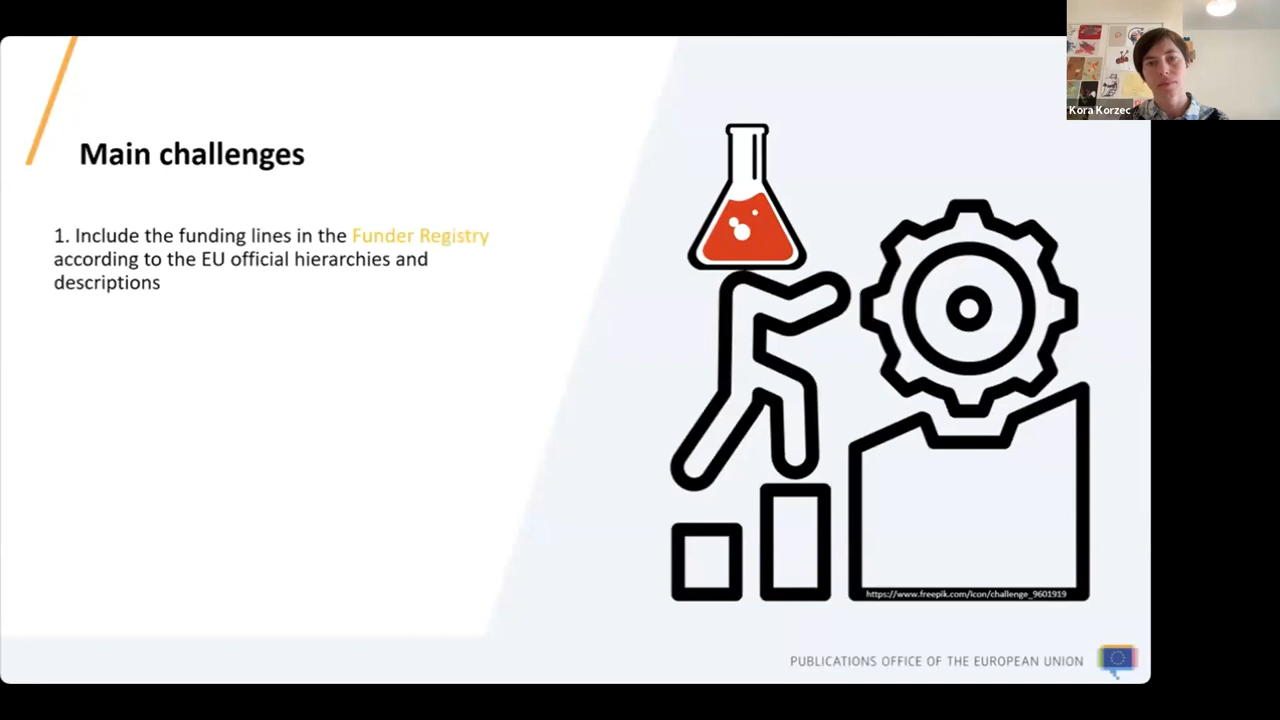 Kora Korzec
Main challenges
1. Include the funding lines in the Funder Registry
according to the EU official hierarchies and
descriptions
https://www.freepik.com/icon/challenge_9601919
PUBLICATIONS OFFICE OF THE EUROPEAN UNION